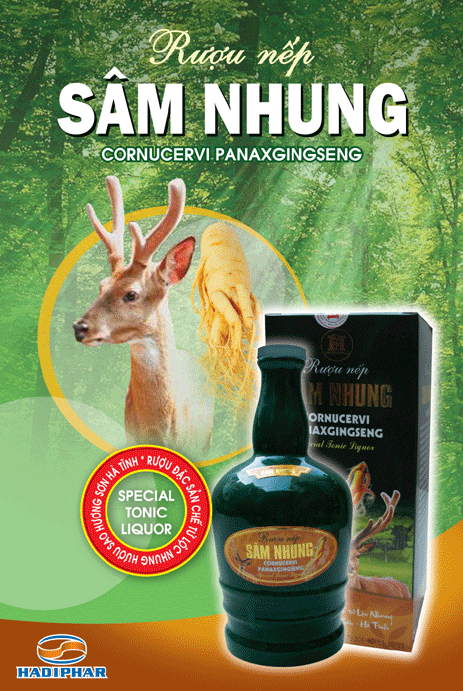 Rượu nếp
SÂM NHUNG
CORNUCERVI PANAXGINGSENG
RƯỢU ĐẶC SẢN CHẾ TỪ LỘC NHUNG HƯƠU SAO HƯƠNG SƠN HÀ TĨNH *
SPECIAL
TONIC
LIQUOR
Rượu nếp
SÂM NHUNG
CORNUCERVI
PANAXGINGSENG
Special Tonic Liquor
SÂM NHUNG
Rượu nếp
SÂM NHUNG
CORNUCERVI
PANAXGINGSENG
HADIPHAR